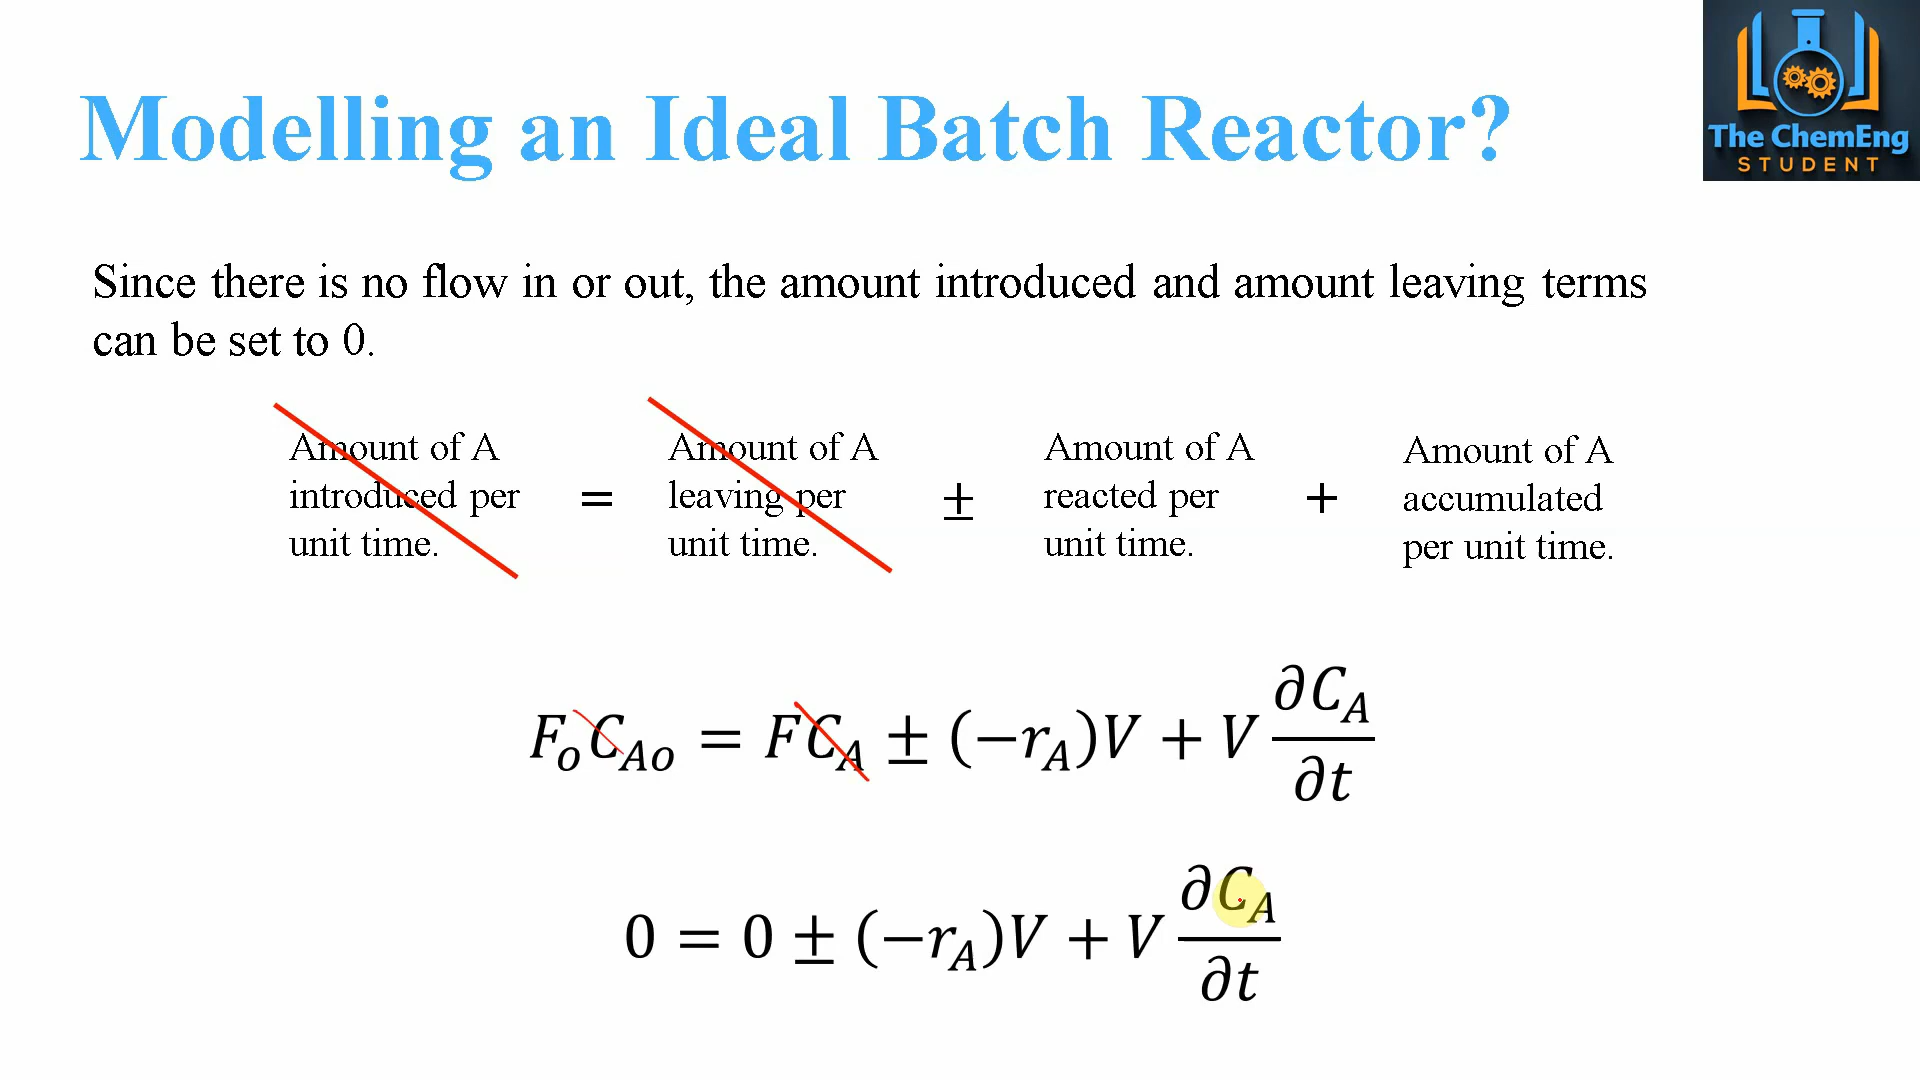 The ChemEng
STUDENT
Modelling an Ideal Batch Reactor?
Since there is no flow in or out, the amount introduced and amount leaving terms
can be set to 0.
Amount of A
introduced per
unit time.
=
Amount of A
leaving per
unit time.
±
Amount of A
reacted per
unit time.
+
Amount of A
accumulated
per unit time.
FₒC_Ao = FC_A ± (−r_A)V + V ∂C_A/∂t
0 = 0 ± (−r_A)V + V ∂C_A/∂t